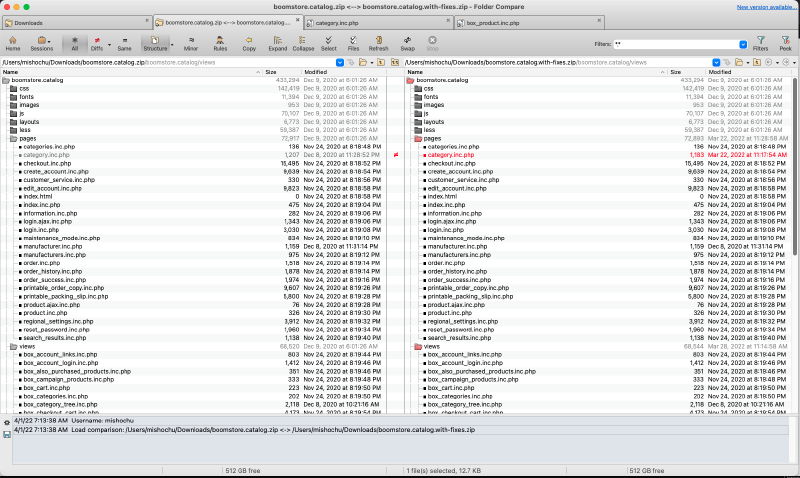 boomstore.catalog.zip <--> boomstore.catalog.with-fixes.zip - Folder Compare
New version available...
Downloads
boomstore.catalog.zip <--> boomstore.catalog....
category.inc.php
box_product.inc.php
Home Sessions All Diffs Same Structure Minor Rules Copy Expand Collapse Select Files Refresh Swap Stop Filters: *.* Filters Peek
/Users/mishochu/Downloads/boomstore.catalog.zip/boomstore.catalog/views
/Users/mishochu/Downloads/boomstore.catalog.with-fixes.zip/boomstore.catalog/views
Name Size Modified Name Size Modified
boomstore.catalog 433,294 Dec 9, 2020 at 6:01:26 AM boomstore.catalog 433,294 Dec 9, 2020 at 6:01:26 AM
css 142,419 Dec 9, 2020 at 6:01:26 AM css 142,419 Dec 9, 2020 at 6:01:26 AM
fonts 11,394 Dec 9, 2020 at 6:01:26 AM fonts 11,394 Dec 9, 2020 at 6:01:26 AM
images 953 Dec 9, 2020 at 6:01:26 AM images 953 Dec 9, 2020 at 6:01:26 AM
js 70,107 Dec 9, 2020 at 6:01:26 AM js 70,107 Dec 9, 2020 at 6:01:26 AM
layouts 6,773 Dec 9, 2020 at 6:01:26 AM layouts 6,773 Dec 9, 2020 at 6:01:26 AM
less 59,387 Dec 9, 2020 at 6:01:26 AM less 59,387 Dec 9, 2020 at 6:01:26 AM
pages 72,917 Dec 9, 2020 at 6:01:26 AM pages 72,893 Mar 22, 2022 at 11:28:58 AM
categories.inc.php 136 Nov 24, 2020 at 8:18:48 PM categories.inc.php 136 Nov 24, 2020 at 8:18:48 PM
category.inc.php 1,207 Dec 8, 2020 at 11:28:52 PM ≠ category.inc.php 1,183 Mar 22, 2022 at 11:17:54 AM
checkout.inc.php 15,495 Nov 24, 2020 at 8:18:52 PM checkout.inc.php 15,495 Nov 24, 2020 at 8:18:52 PM
create_account.inc.php 9,639 Nov 24, 2020 at 8:18:54 PM create_account.inc.php 9,639 Nov 24, 2020 at 8:18:54 PM
customer_service.inc.php 330 Nov 24, 2020 at 8:18:56 PM customer_service.inc.php 330 Nov 24, 2020 at 8:18:56 PM
edit_account.inc.php 9,823 Nov 24, 2020 at 8:18:58 PM edit_account.inc.php 9,823 Nov 24, 2020 at 8:18:58 PM
index.html 0 Nov 24, 2020 at 8:19:00 PM index.html 0 Nov 24, 2020 at 8:19:00 PM
index.inc.php 475 Nov 24, 2020 at 8:19:04 PM index.inc.php 475 Nov 24, 2020 at 8:19:04 PM
information.inc.php 282 Nov 24, 2020 at 8:19:06 PM information.inc.php 282 Nov 24, 2020 at 8:19:06 PM
login.ajax.inc.php 1,343 Nov 24, 2020 at 8:19:06 PM login.ajax.inc.php 1,343 Nov 24, 2020 at 8:19:06 PM
login.inc.php 3,030 Nov 24, 2020 at 8:19:08 PM login.inc.php 3,030 Nov 24, 2020 at 8:19:08 PM
maintenance_mode.inc.php 834 Nov 24, 2020 at 8:19:10 PM maintenance_mode.inc.php 834 Nov 24, 2020 at 8:19:10 PM
manufacturer.inc.php 1,159 Dec 8, 2020 at 11:31:14 PM manufacturer.inc.php 1,159 Dec 8, 2020 at 11:31:14 PM
manufacturers.inc.php 975 Nov 24, 2020 at 8:19:12 PM manufacturers.inc.php 975 Nov 24, 2020 at 8:19:12 PM
order.inc.php 1,518 Nov 24, 2020 at 8:19:14 PM order.inc.php 1,518 Nov 24, 2020 at 8:19:14 PM
order_history.inc.php 1,878 Nov 24, 2020 at 8:19:14 PM order_history.inc.php 1,878 Nov 24, 2020 at 8:19:14 PM
order_success.inc.php 1,160 Nov 24, 2020 at 8:19:16 PM order_success.inc.php 1,160 Nov 24, 2020 at 8:19:16 PM
printable_order_copy.inc.php 9,607 Nov 24, 2020 at 8:19:26 PM printable_order_copy.inc.php 9,607 Nov 24, 2020 at 8:19:26 PM
printable_packing_slip.inc.php 5,800 Nov 24, 2020 at 8:19:28 PM printable_packing_slip.inc.php 5,800 Nov 24, 2020 at 8:19:28 PM
product.ajax.inc.php 76 Nov 24, 2020 at 8:19:28 PM product.ajax.inc.php 76 Nov 24, 2020 at 8:19:28 PM
product.inc.php 326 Nov 24, 2020 at 8:19:30 PM product.inc.php 326 Nov 24, 2020 at 8:19:30 PM
regional_settings.inc.php 3,912 Nov 24, 2020 at 8:19:32 PM regional_settings.inc.php 3,912 Nov 24, 2020 at 8:19:32 PM
reset_password.inc.php 1,960 Nov 24, 2020 at 8:19:34 PM reset_password.inc.php 1,960 Nov 24, 2020 at 8:19:34 PM
search_results.inc.php 1,138 Nov 24, 2020 at 8:19:40 PM search_results.inc.php 1,138 Nov 24, 2020 at 8:19:40 PM
views 68,520 Dec 9, 2020 at 6:01:26 AM views 68,544 Mar 28, 2022 at 11:14:58 AM
box_account_links.inc.php 803 Nov 24, 2020 at 8:19:44 PM box_account_links.inc.php 803 Nov 24, 2020 at 8:19:44 PM
box_account_login.inc.php 1,412 Nov 24, 2020 at 8:19:44 PM box_account_login.inc.php 1,412 Nov 24, 2020 at 8:19:44 PM
box_also_purchased_products.inc.php 351 Nov 24, 2020 at 8:19:46 PM box_also_purchased_products.inc.php 351 Nov 24, 2020 at 8:19:46 PM
box_campaign_products.inc.php 333 Nov 24, 2020 at 8:19:48 PM box_campaign_products.inc.php 333 Nov 24, 2020 at 8:19:48 PM
box_cart.inc.php 223 Nov 24, 2020 at 8:19:50 PM box_cart.inc.php 223 Nov 24, 2020 at 8:19:50 PM
box_categories.inc.php 202 Nov 24, 2020 at 8:19:52 PM box_categories.inc.php 202 Nov 24, 2020 at 8:19:52 PM
box_category_tree.inc.php 2,118 Dec 8, 2020 at 10:21:16 AM box_category_tree.inc.php 2,118 Dec 8, 2020 at 10:21:16 AM
box_checkout_cart.inc.php 4,173 Nov 24, 2020 at 8:19:54 PM box_checkout_cart.inc.php 4,173 Nov 24, 2020 at 8:19:54 PM
4/1/22 7:13:38 AM Username: mishochu
4/1/22 7:13:38 AM Load comparison: /Users/mishochu/Downloads/boomstore.catalog.zip <-> /Users/mishochu/Downloads/boomstore.catalog.with-fixes.zip
512 GB free 1 file(s) selected, 12.7 KB 512 GB free